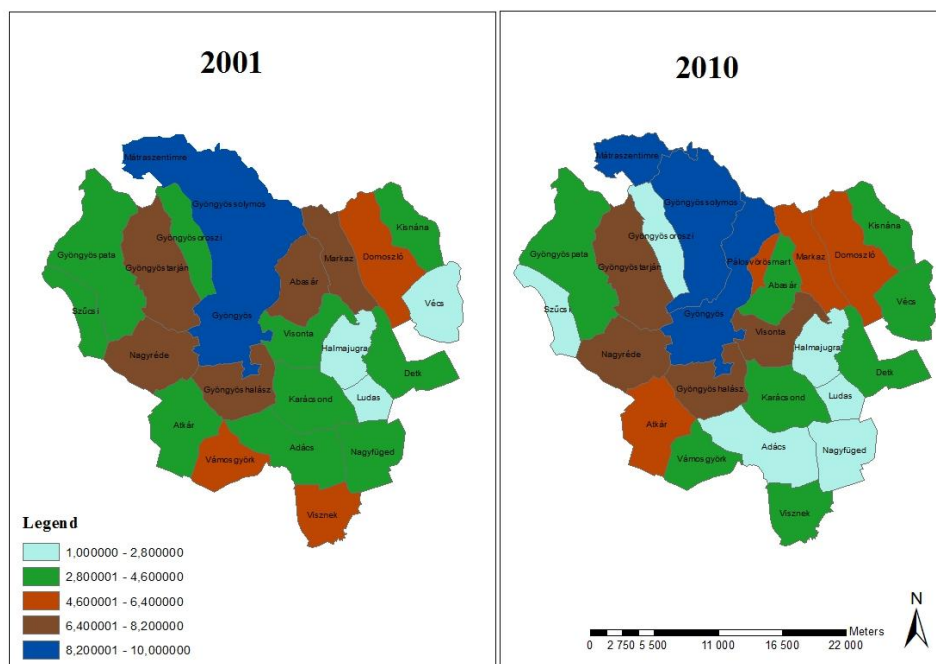 2001
Mátraszentimre
Gyöngyössolymos
Gyöngyösoroszi
Gyöngyöspata
Gyöngyöstarján
Kisnána
Markaz
Domoszló
Abasár
Vécs
Szűcsi
Gyöngyös
Visonta
Halmajugra
Nagyréde
Detk
Gyöngyöshalász
Karácsond
Ludas
Atkár
Adács
Nagyfüged
Vámosgyörk
Visznek
Legend
1,000000 - 2,800000
2,800001 - 4,600000
4,600001 - 6,400000
6,400001 - 8,200000
8,200001 - 10,000000
2010
Mátraszentimre
Gyöngyössolymos
Kisnána
Gyöngyösoroszi
Gyöngyöspata
Gyöngyöstarján
Pálosvörösmart
Markaz
Domoszló
Abasár
Vécs
Szűcsi
Gyöngyös
Visonta
Halmajugra
Nagyréde
Detk
Gyöngyöshalász
Karácsond
Ludas
Atkár
Adács
Nagyfüged
Vámosgyörk
Visznek
N
Meters
0 2 750 5 500 11 000 16 500 22 000